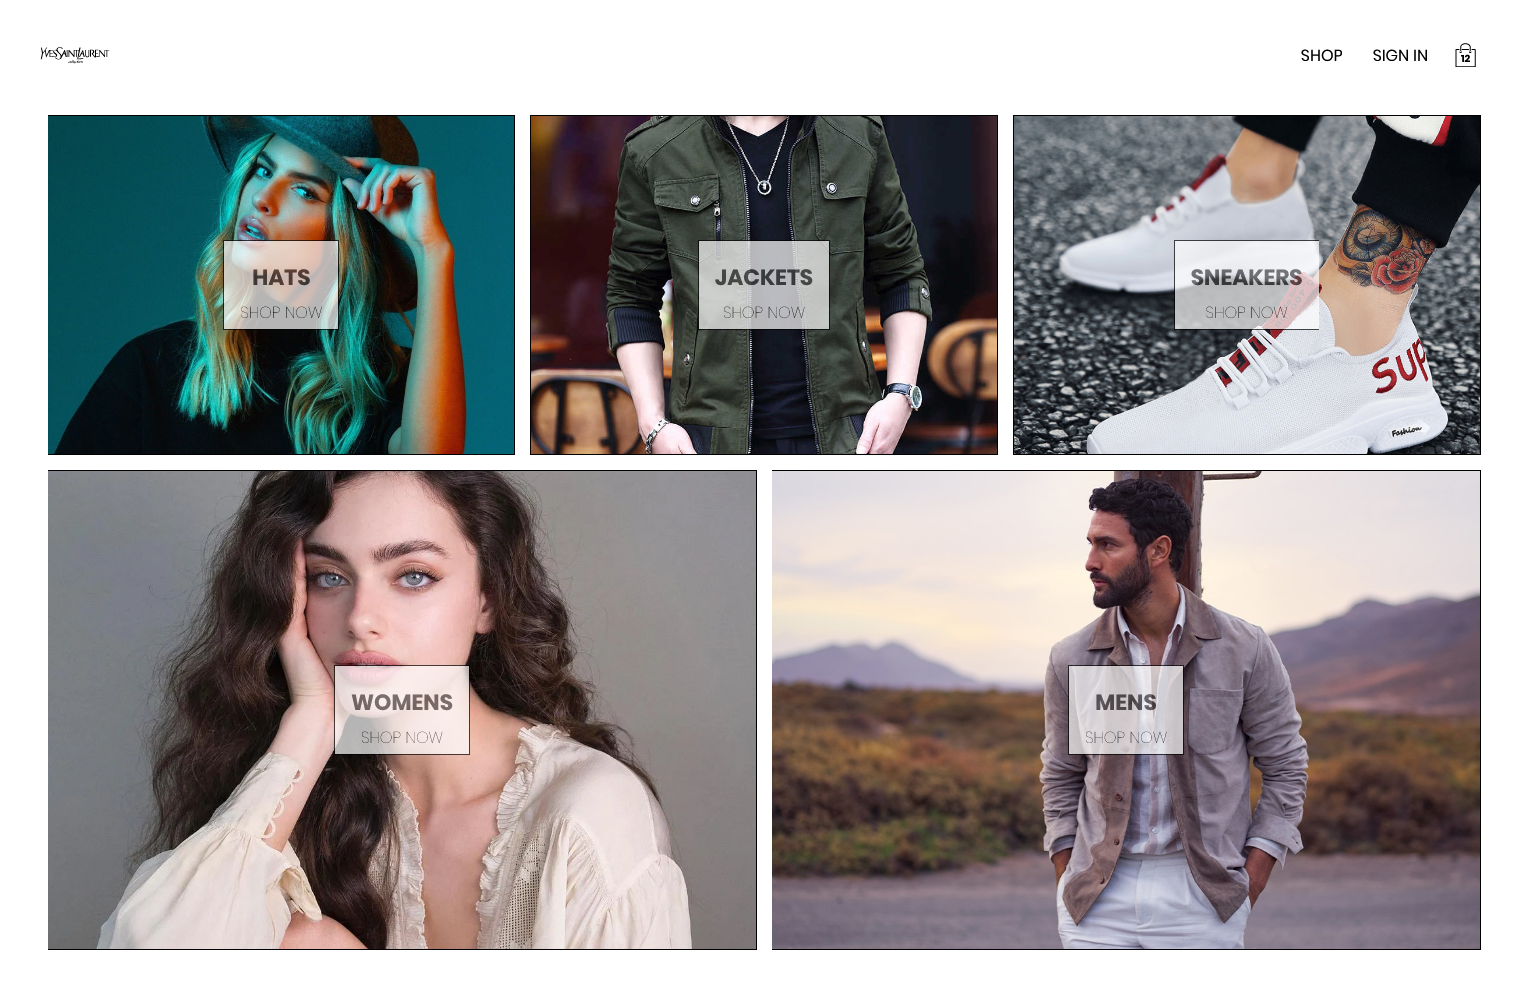 YVESSAINTLAURENT
SHOP
SIGN IN
12
HATS
SHOP NOW
JACKETS
SHOP NOW
SNEAKERS
SHOP NOW
Sup
Fashion
WOMENS
SHOP NOW
MENS
SHOP NOW